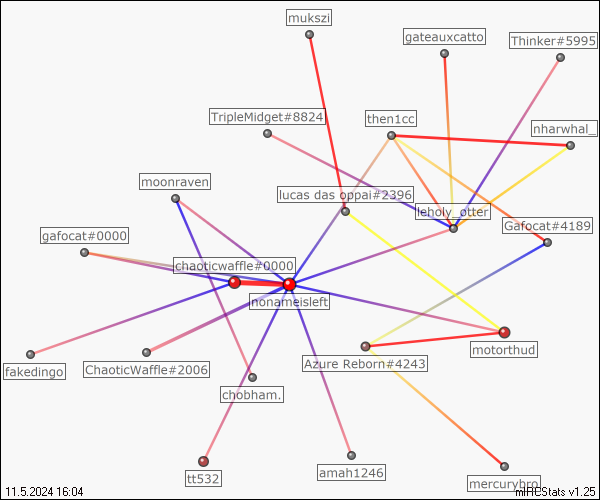 mukszi
gateauxcatto
Thinker#5995
TripleMidget#8824
then1cc
nharwhal_
moonraven
lucas das oppai#2396
leholy_otter
Gafocat#4189
gafocat#0000
chaoticwaffle#0000
nonameisleft
fakedingo
ChaoticWaffle#2006
Azure Reborn#4243
motorthud
chobham.
tt532
amah1246
mercurybro
11.5.2024 16:04
mIRCStats v1.25